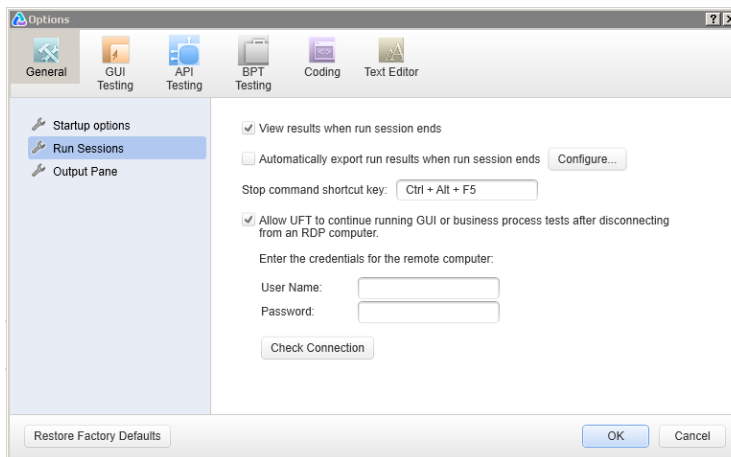 Options
General
GUI
Testing
API
Testing
BPT
Testing
Coding
Text Editor
Startup options
Run Sessions
Output Pane
View results when run session ends
Automatically export run results when run session ends
Configure...
Stop command shortcut key:
Ctrl + Alt + F5
Allow UFT to continue running GUI or business process tests after disconnecting
from an RDP computer.
Enter the credentials for the remote computer:
User Name:
Password:
Check Connection
Restore Factory Defaults
OK
Cancel